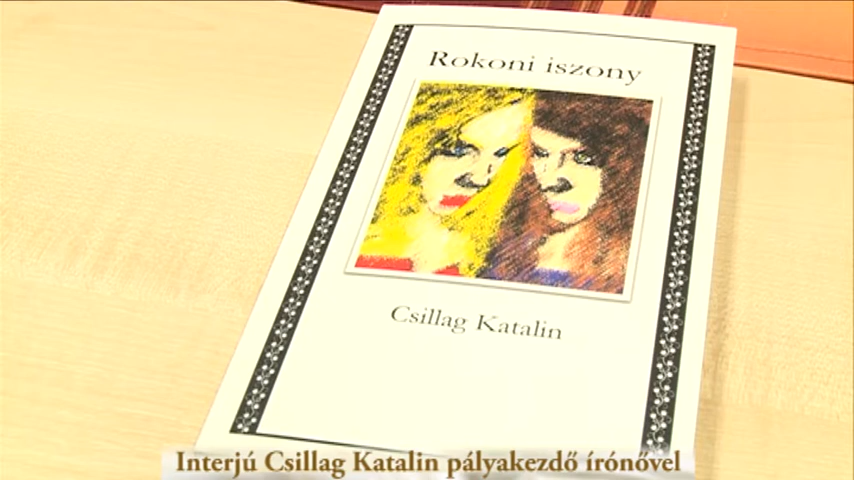 Rokoni iszony
Csillag Katalin
Interjú Csillag Katalin pályakezdő írónővel